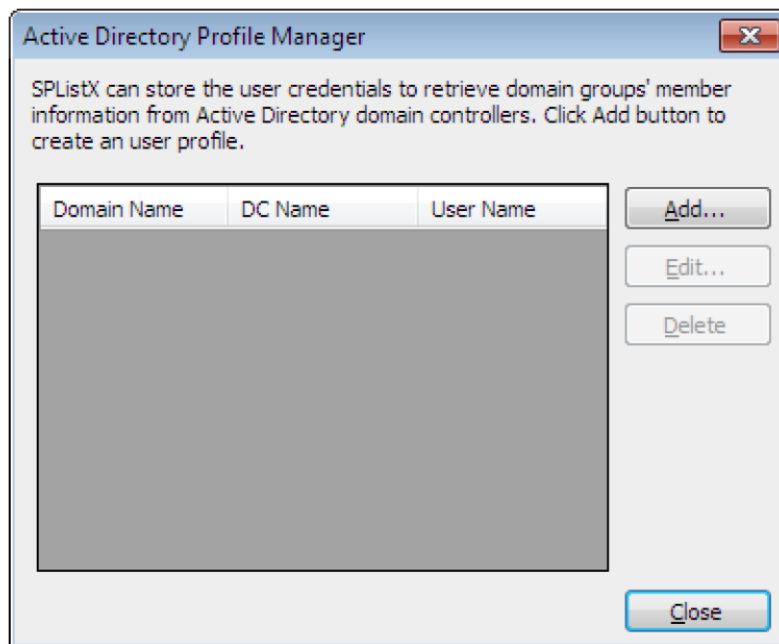 Active Directory Profile Manager
SPListX can store the user credentials to retrieve domain groups' member
information from Active Directory domain controllers. Click Add button to
create an user profile.
Domain Name DC Name User Name
Add...
Edit...
Delete
Close